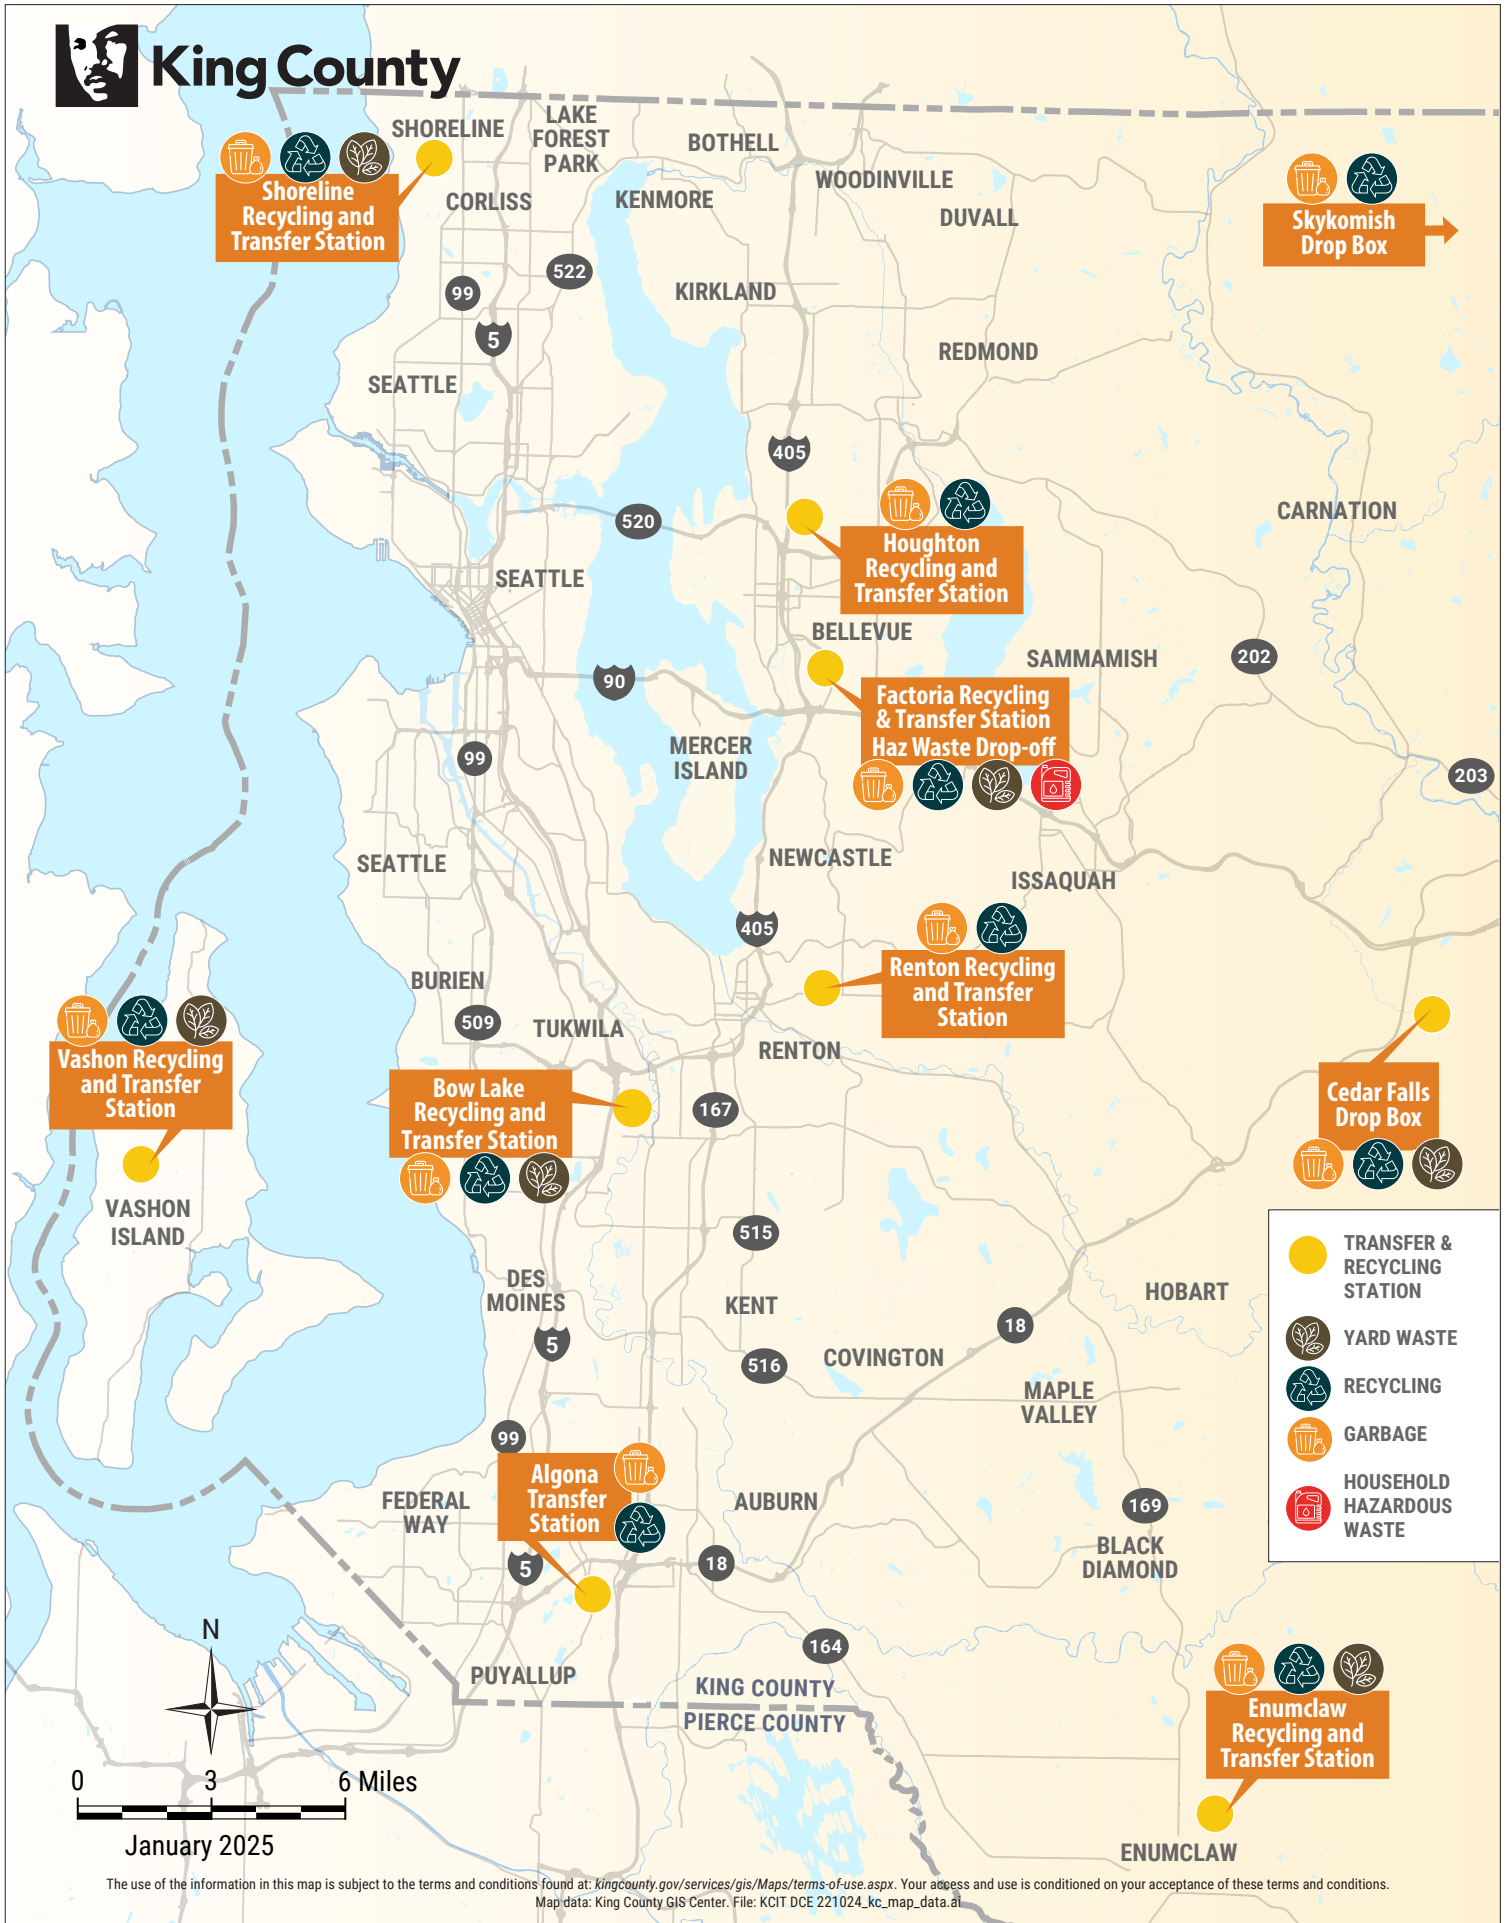 King County
SHORELINE
LAKE
FOREST
PARK
BOTHELL
Shoreline
Recycling and
Transfer Station
CORLISS
KENMORE
WOODINVILLE
DUVALL
Skykomish
Drop Box
522
99
5
KIRKLAND
REDMOND
SEATTLE
405
CARNATION
520
Houghton
Recycling and
Transfer Station
SEATTLE
BELLEVUE
SAMMAMISH
202
90
Factoria Recycling
& Transfer Station
Haz Waste Drop-off
MERCER
ISLAND
99
203
SEATTLE
NEWCASTLE
ISSAQUAH
405
BURIEN
Renton Recycling
and Transfer
Station
509
TUKWILA
RENTON
Vashon Recycling
and Transfer
Station
Bow Lake
Recycling and
Transfer Station
167
Cedar Falls
Drop Box
VASHON
ISLAND
515
DES
MOINES
KENT
HOBART
18
5
516
COVINGTON
MAPLE
VALLEY
TRANSFER &
RECYCLING
STATION
YARD WASTE
RECYCLING
GARBAGE
HOUSEHOLD
HAZARDOUS
WASTE
99
Algona
Transfer
Station
FEDERAL
WAY
AUBURN
169
BLACK
DIAMOND
5
18
164
N
PUYALLUP
KING COUNTY
PIERCE COUNTY
Enumclaw
Recycling and
Transfer Station
0 3 6 Miles
January 2025
ENUMCLAW
The use of the information in this map is subject to the terms and conditions found at: kingcounty.gov/services/gis/Maps/terms-of-use.aspx. Your access and use is conditioned on your acceptance of these terms and conditions.
Map data: King County GIS Center. File: KCIT DCE 221024_kc_map_data.ai